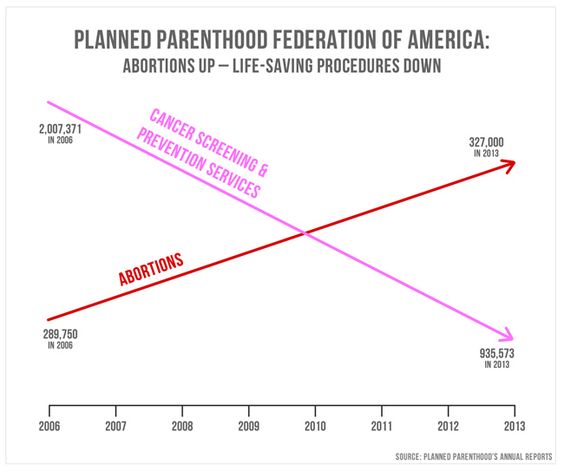 PLANNED PARENTHOOD FEDERATION OF AMERICA:
ABORTIONS UP – LIFE-SAVING PROCEDURES DOWN
2,007,371
IN 2006
CANCER SCREENING &
PREVENTION SERVICES
327,000
IN 2013
ABORTIONS
289,750
IN 2006
935,573
IN 2013
2006 2007 2008 2009 2010 2011 2012 2013
SOURCE: PLANNED PARENTHOOD'S ANNUAL REPORTS